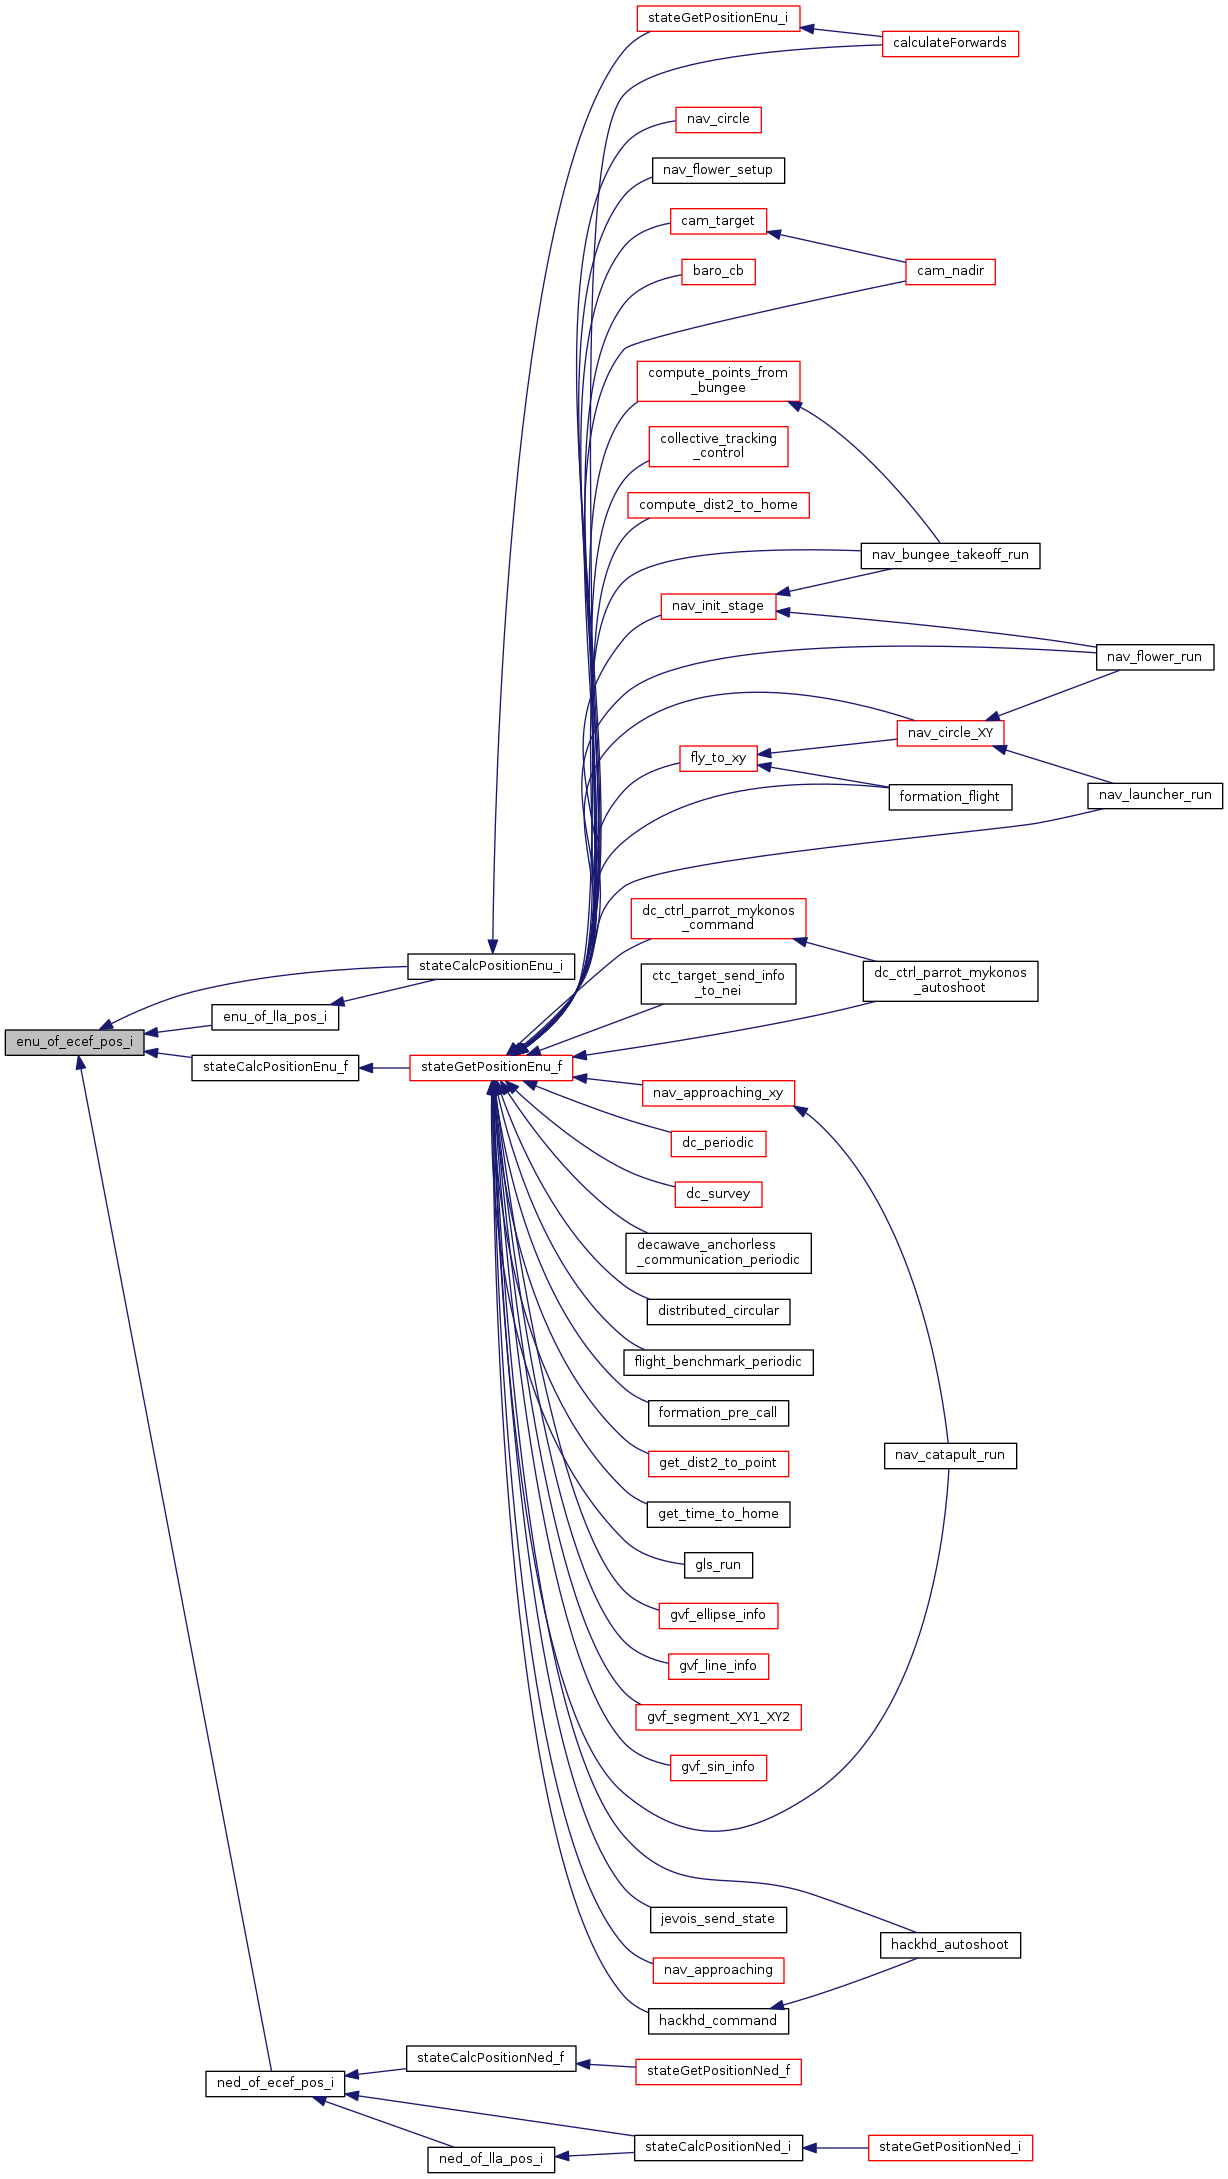 stateGetPositionEnu_i
calculateForwards
nav_circle
nav_flower_setup
cam_target
baro_cb
cam_nadir
compute_points_from
_bungee
collective_tracking
_control
compute_dist2_to_home
nav_bungee_takeoff_run
nav_init_stage
nav_flower_run
nav_circle_XY
fly_to_xy
formation_flight
nav_launcher_run
dc_ctrl_parrot_mykonos
_command
stateCalcPositionEnu_i
ctc_target_send_info
_to_nei
dc_ctrl_parrot_mykonos
_autoshoot
enu_of_lla_pos_i
enu_of_ecef_pos_i
stateCalcPositionEnu_f
stateGetPositionEnu_f
nav_approaching_xy
dc_periodic
dc_survey
decawave_anchorless
_communication_periodic
distributed_circular
flight_benchmark_periodic
formation_pre_call
get_dist2_to_point
nav_catapult_run
get_time_to_home
gls_run
gvf_ellipse_info
gvf_line_info
gvf_segment_XY1_XY2
gvf_sin_info
jevois_send_state
hackhd_autoshoot
nav_approaching
hackhd_command
stateCalcPositionNed_f
stateGetPositionNed_f
ned_of_ecef_pos_i
stateCalcPositionNed_i
stateGetPositionNed_i
ned_of_lla_pos_i